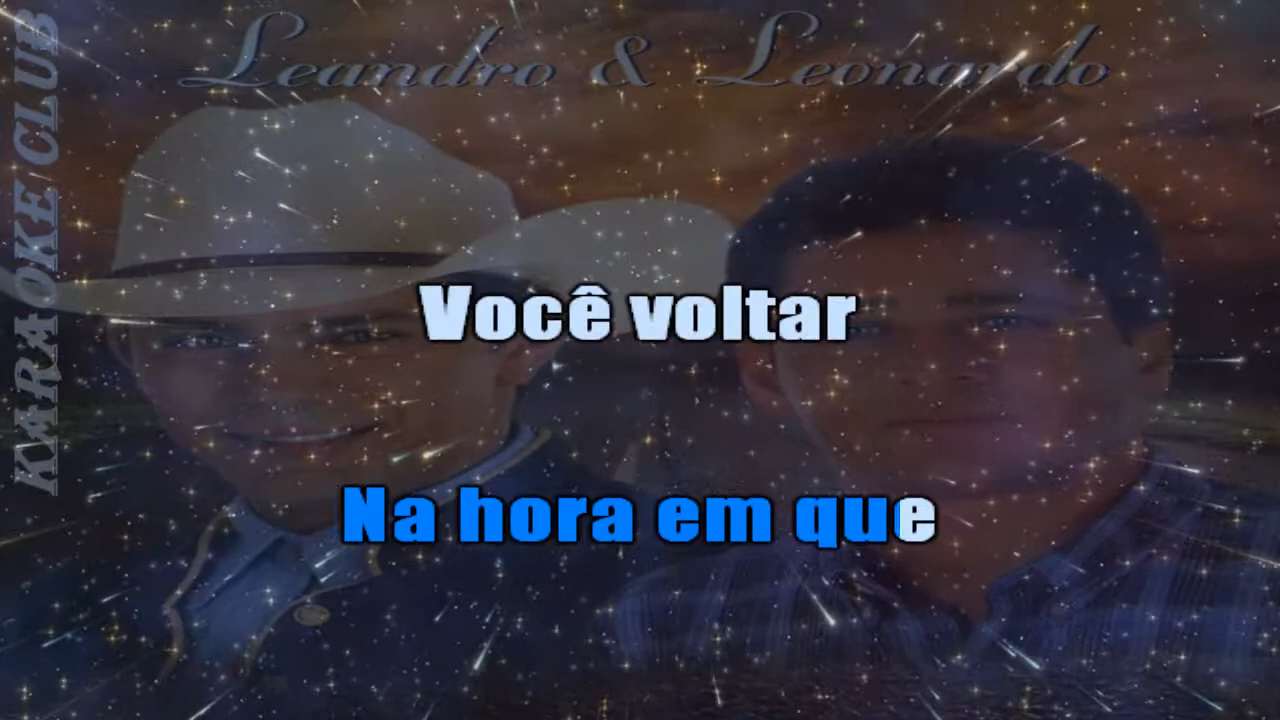 Leandro & Leonardo
KARAOKE CLUB
Você voltar
Na hora em que